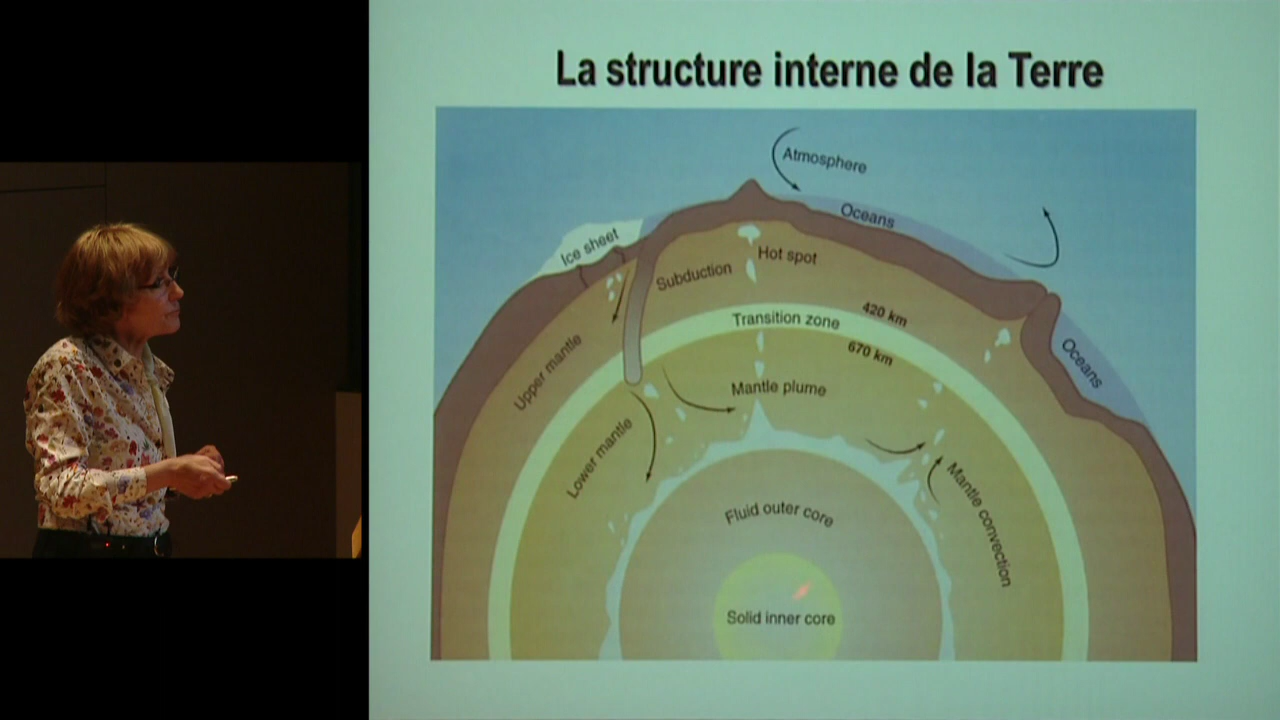 La structure interne de la Terre
Atmosphere
Oceans
Ice sheet
Hot spot
Subduction
420 km
Transition zone
670 km
Oceans
Upper mantle
Mantle plume
Lower mantle
Mantle convection
Fluid outer core
Solid inner core